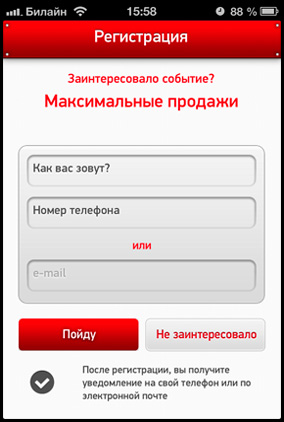 Билайн 15:58 88 %
Регистрация
Заинтересовало событие?
Максимальные продажи
Как вас зовут?
Номер телефона
или
e-mail
Пойду Не заинтересовало
После регистрации, вы получите
уведомление на свой телефон или по
электронной почте